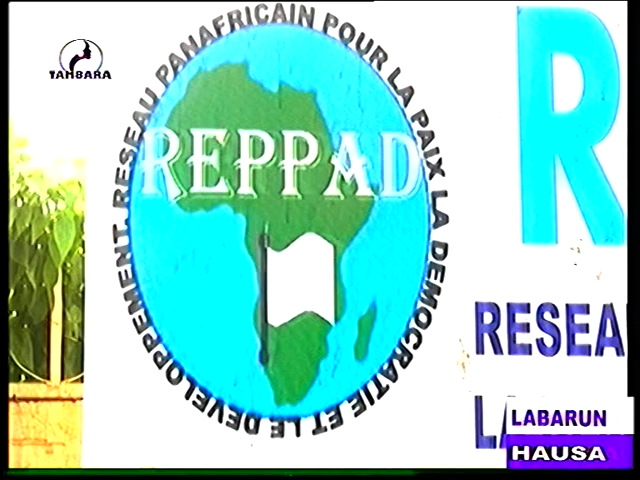 TAMBARA
RESEAU PANAFRICAIN POUR LA PAIX LA DEMOCRATIE ET LE DEVELOPPEMENT
REPPAD
R
RESEA
LA
LABARUN
HAUSA